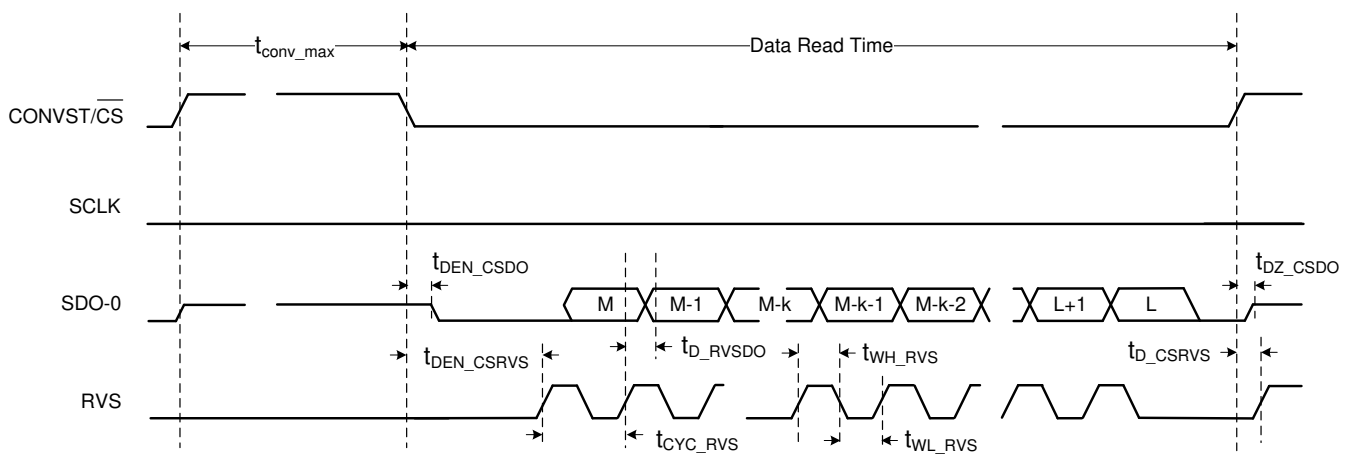 t_conv_max Data Read Time
CONVST/C̅S̅
SCLK
t_DEN_CSDO t_DZ_CSDO
SDO-0 M M-1 M-k M-k-1 M-k-2 L+1 L
t_DEN_CSRVS t_D_RVSDO t_WH_RVS t_D_CSRVS
RVS
t_CYC_RVS t_WL_RVS